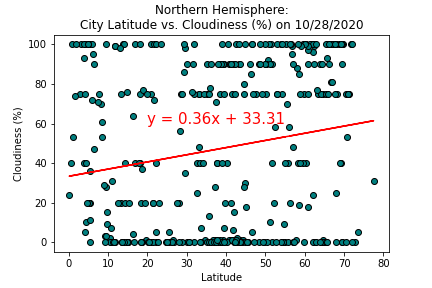 Northern Hemisphere:
City Latitude vs. Cloudiness (%) on 10/28/2020
Cloudiness (%)
100
80
60
40
20
0
y = 0.36x + 33.31
0 10 20 30 40 50 60 70 80
Latitude